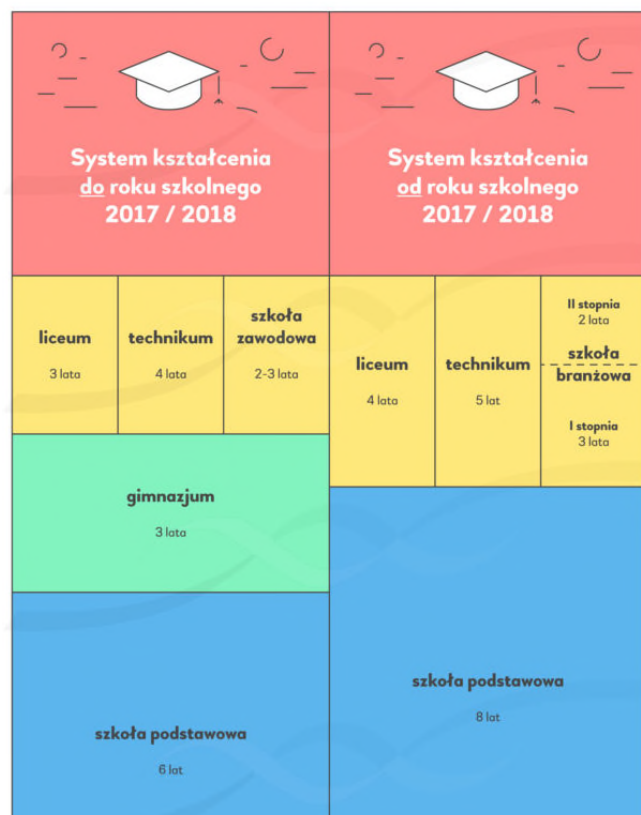 System kształcenia
do roku szkolnego
2017 / 2018
liceum
3 lata
technikum
4 lata
szkoła
zawodowa
2-3 lata
gimnazjum
3 lata
szkoła podstawowa
6 lat
System kształcenia
od roku szkolnego
2017 / 2018
liceum
4 lata
technikum
5 lat
II stopnia
2 lata
szkoła
branżowa
I stopnia
3 lata
szkoła podstawowa
8 lat